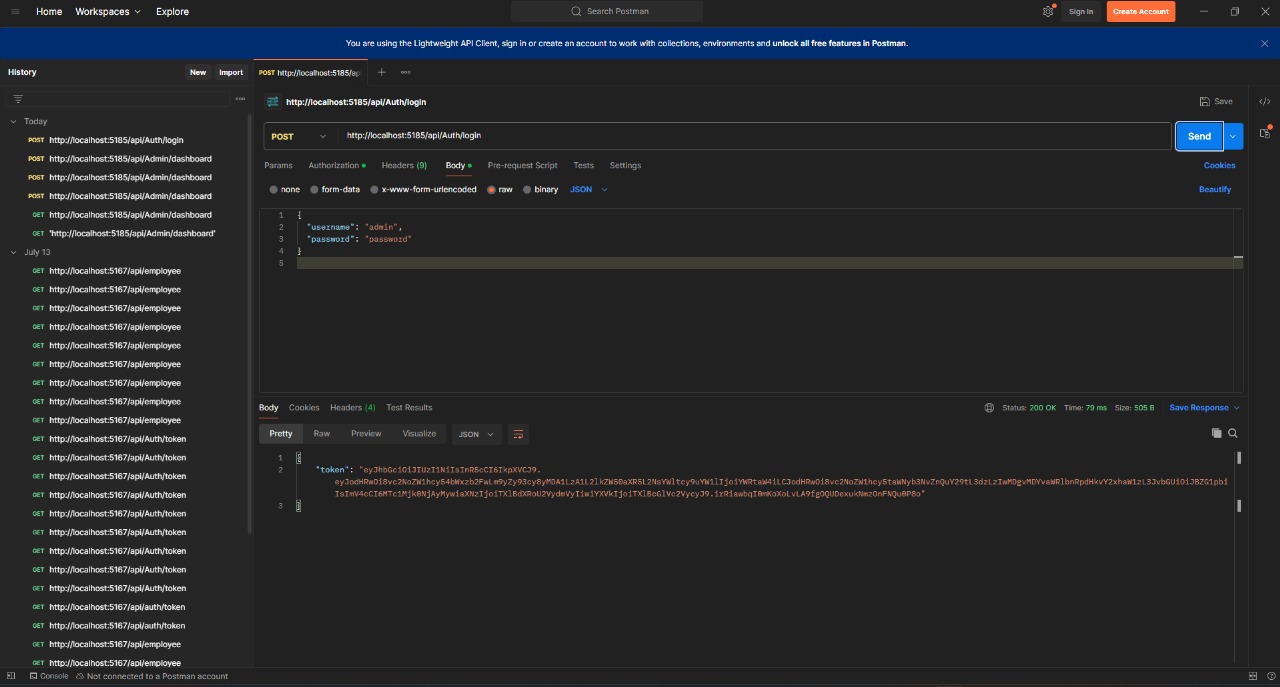 Home Workspaces Explore
Search Postman
Sign In Create Account
You are using the Lightweight API Client, sign in or create an account to work with collections, environments and unlock all free features in Postman.
History New Import
POST http://localhost:5185/ap
http://localhost:5185/api/Auth/login
Save
POST http://localhost:5185/api/Auth/login
Send
Params Authorization Headers (9) Body Pre-request Script Tests Settings
Cookies
none form-data x-www-form-urlencoded raw binary JSON
Beautify
1 {
2 "username": "admin",
3 "password": "password"
4 }
5
Today
POST http://localhost:5185/api/Auth/login
POST http://localhost:5185/api/Admin/dashboard
POST http://localhost:5185/api/Admin/dashboard
POST http://localhost:5185/api/Admin/dashboard
GET http://localhost:5185/api/Admin/dashboard
GET 'http://localhost:5185/api/Admin/dashboard'
July 13
GET http://localhost:5167/api/employee
GET http://localhost:5167/api/employee
GET http://localhost:5167/api/employee
GET http://localhost:5167/api/employee
GET http://localhost:5167/api/employee
GET http://localhost:5167/api/employee
GET http://localhost:5167/api/employee
GET http://localhost:5167/api/employee
GET http://localhost:5167/api/employee
GET http://localhost:5167/api/Auth/token
GET http://localhost:5167/api/Auth/token
GET http://localhost:5167/api/Auth/token
GET http://localhost:5167/api/Auth/token
GET http://localhost:5167/api/Auth/token
GET http://localhost:5167/api/Auth/token
GET http://localhost:5167/api/Auth/token
GET http://localhost:5167/api/Auth/token
GET http://localhost:5167/api/Auth/token
GET http://localhost:5167/api/auth/token
GET http://localhost:5167/api/auth/token
GET http://localhost:5167/api/employee
GET http://localhost:5167/api/employee
Body Cookies Headers (4) Test Results
Status: 200 OK Time: 79 ms Size: 505 B Save Response
Pretty Raw Preview Visualize JSON
1 {
2 "token": "eyJhbGciOiJIUzI1NiIsInR5cCI6IkpXVCJ9.
3 }
Console Not connected to a Postman account